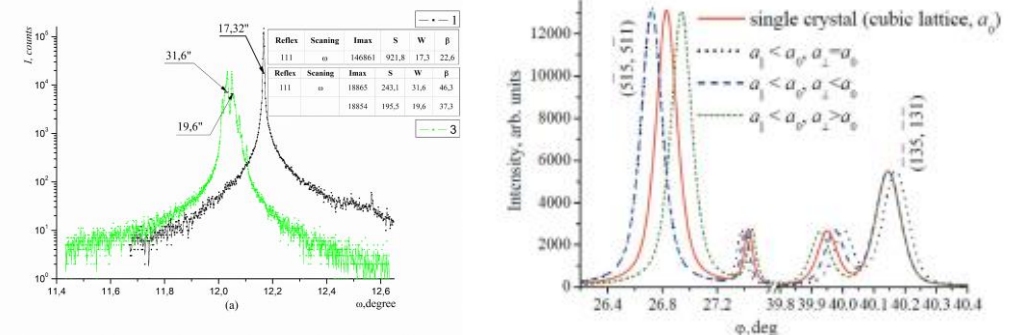 I, counts
10⁵
10⁴
10³
10²
10¹
10⁰
11,4
11,6
11,8
12,0
12,2
12,4
12,6
ω,degree
(a)
17,32"
31,6"
19,6"
1
Reflex Scaning ω Imax S W β
111 ω 146861 921,8 17,3 22,6
Reflex Scaning Imax S W β
111 ω 18865 243,1 31,6 46,3
18854 195,5 19,6 37,3
3
Intensity, arb. units
12000
10000
8000
6000
4000
2000
0
(515, 511)
single crystal (cubic lattice, a₀)
a∥ < a₀, a⊥=a₀
a∥ < a₀, a⊥<a₀
a∥ < a₀, a⊥>a₀
(135, 131)
26.4 26.8 27.2 39.8 39.9 40.0 40.1 40.2 40.3 40.4
φ,deg